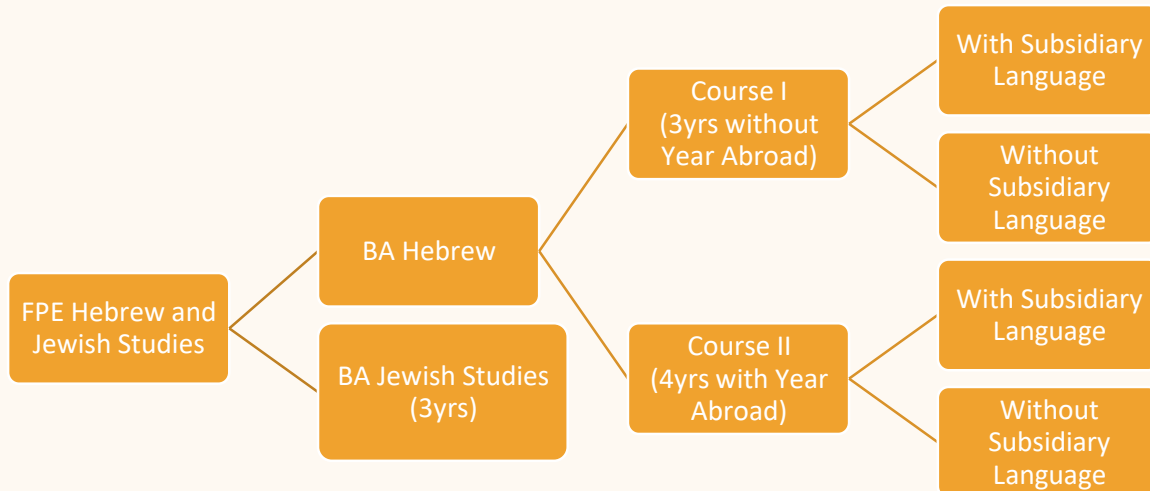 FPE Hebrew and
Jewish Studies
BA Hebrew
BA Jewish Studies
(3yrs)
Course I
(3yrs without
Year Abroad)
Course II
(4yrs with Year
Abroad)
With Subsidiary
Language
Without
Subsidiary
Language
With Subsidiary
Language
Without
Subsidiary
Language